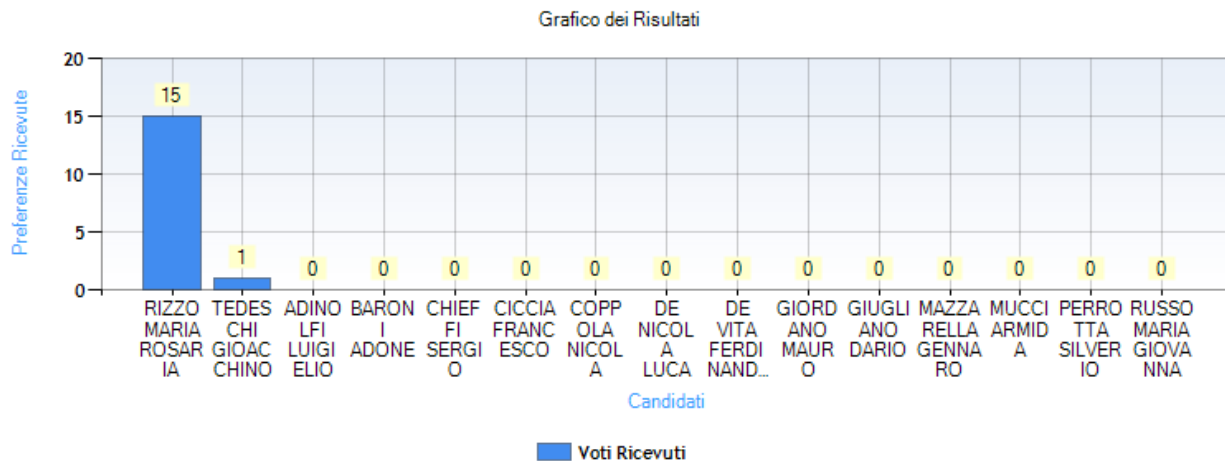 Grafico dei Risultati
Preferenze Ricevute
20
15
10
5
0
15
1
0
0
0
0
0
0
0
0
0
0
0
0
0
RIZZO
MARIA
ROSAR
IA
TEDES
CHI
GIOAC
CHINO
ADINO
LFI
LUIGI
ELIO
BARON
I
ADONE
CHIEF
FI
SERGI
O
CICCIA
FRANC
ESCO
COPP
OLA
NICOL
A
DE
NICOL
A
LUCA
DE
VITA
FERDI
NAND...
GIORD
ANO
MAUR
O
GIUGLI
ANO
DARIO
MAZZA
RELLA
GENNA
RO
MUCCI
ARMID
A
PERRO
TTA
SILVER
IO
RUSSO
MARIA
GIOVA
NNA
Candidati
Voti Ricevuti